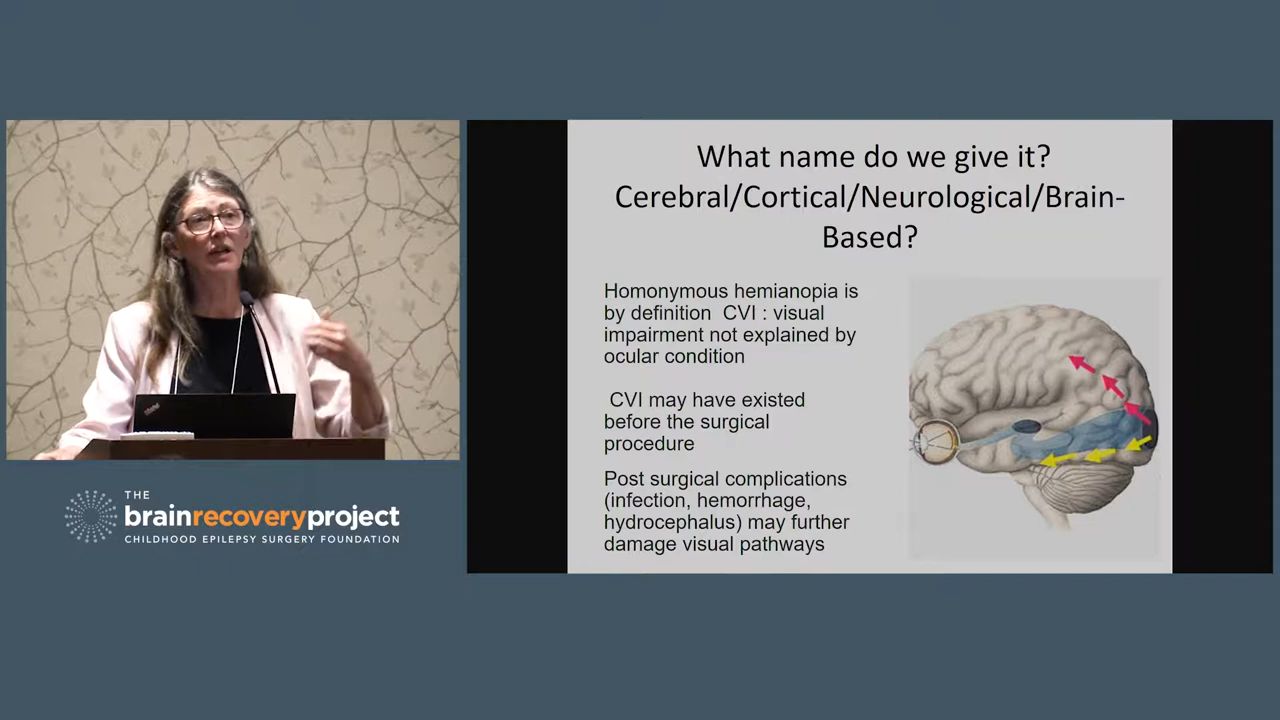 What name do we give it?
Cerebral/Cortical/Neurological/Brain-
Based?
Homonymous hemianopia is
by definition CVI : visual
impairment not explained by
ocular condition
CVI may have existed
before the surgical
procedure
Post surgical complications
(infection, hemorrhage,
hydrocephalus) may further
damage visual pathways
THE
brainrecoveryproject
CHILDHOOD EPILEPSY SURGERY FOUNDATION